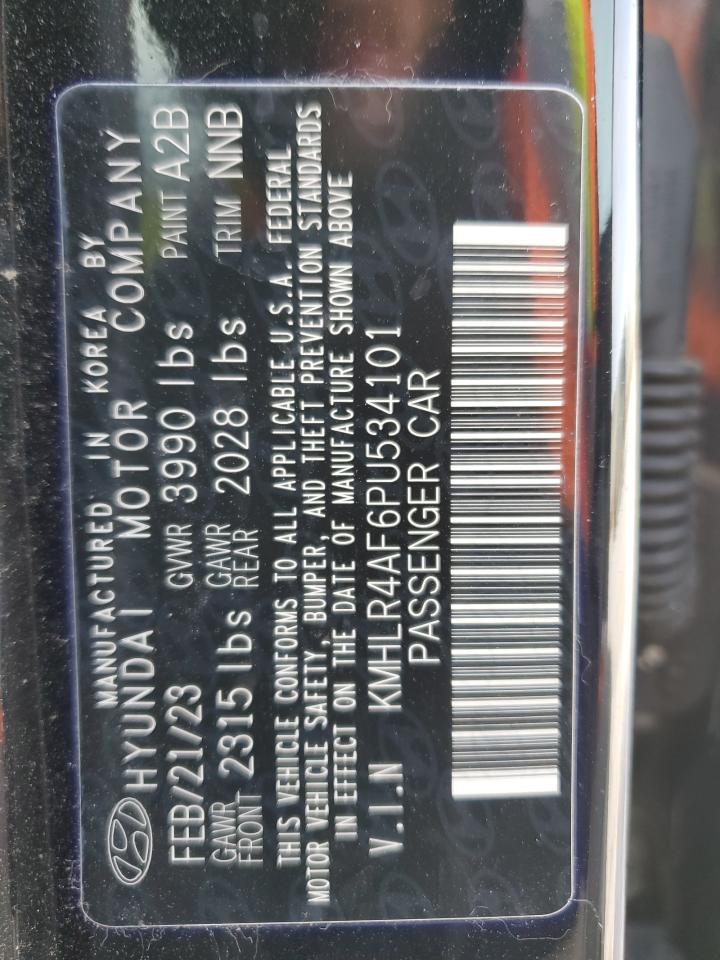 MANUFACTURED IN KOREA BY
HYUNDAI MOTOR COMPANY
FEB/21/23 GVWR 3990 lbs PAINT A2B
GAWR FRONT 2315 lbs GAWR REAR 2028 lbs TRIM NNB
THIS VEHICLE CONFORMS TO ALL APPLICABLE U.S.A. FEDERAL
MOTOR VEHICLE SAFETY, BUMPER, AND THEFT PREVENTION STANDARDS
IN EFFECT ON THE DATE OF MANUFACTURE SHOWN ABOVE
V.I.N KMHLR4AF6PU534101
PASSENGER CAR